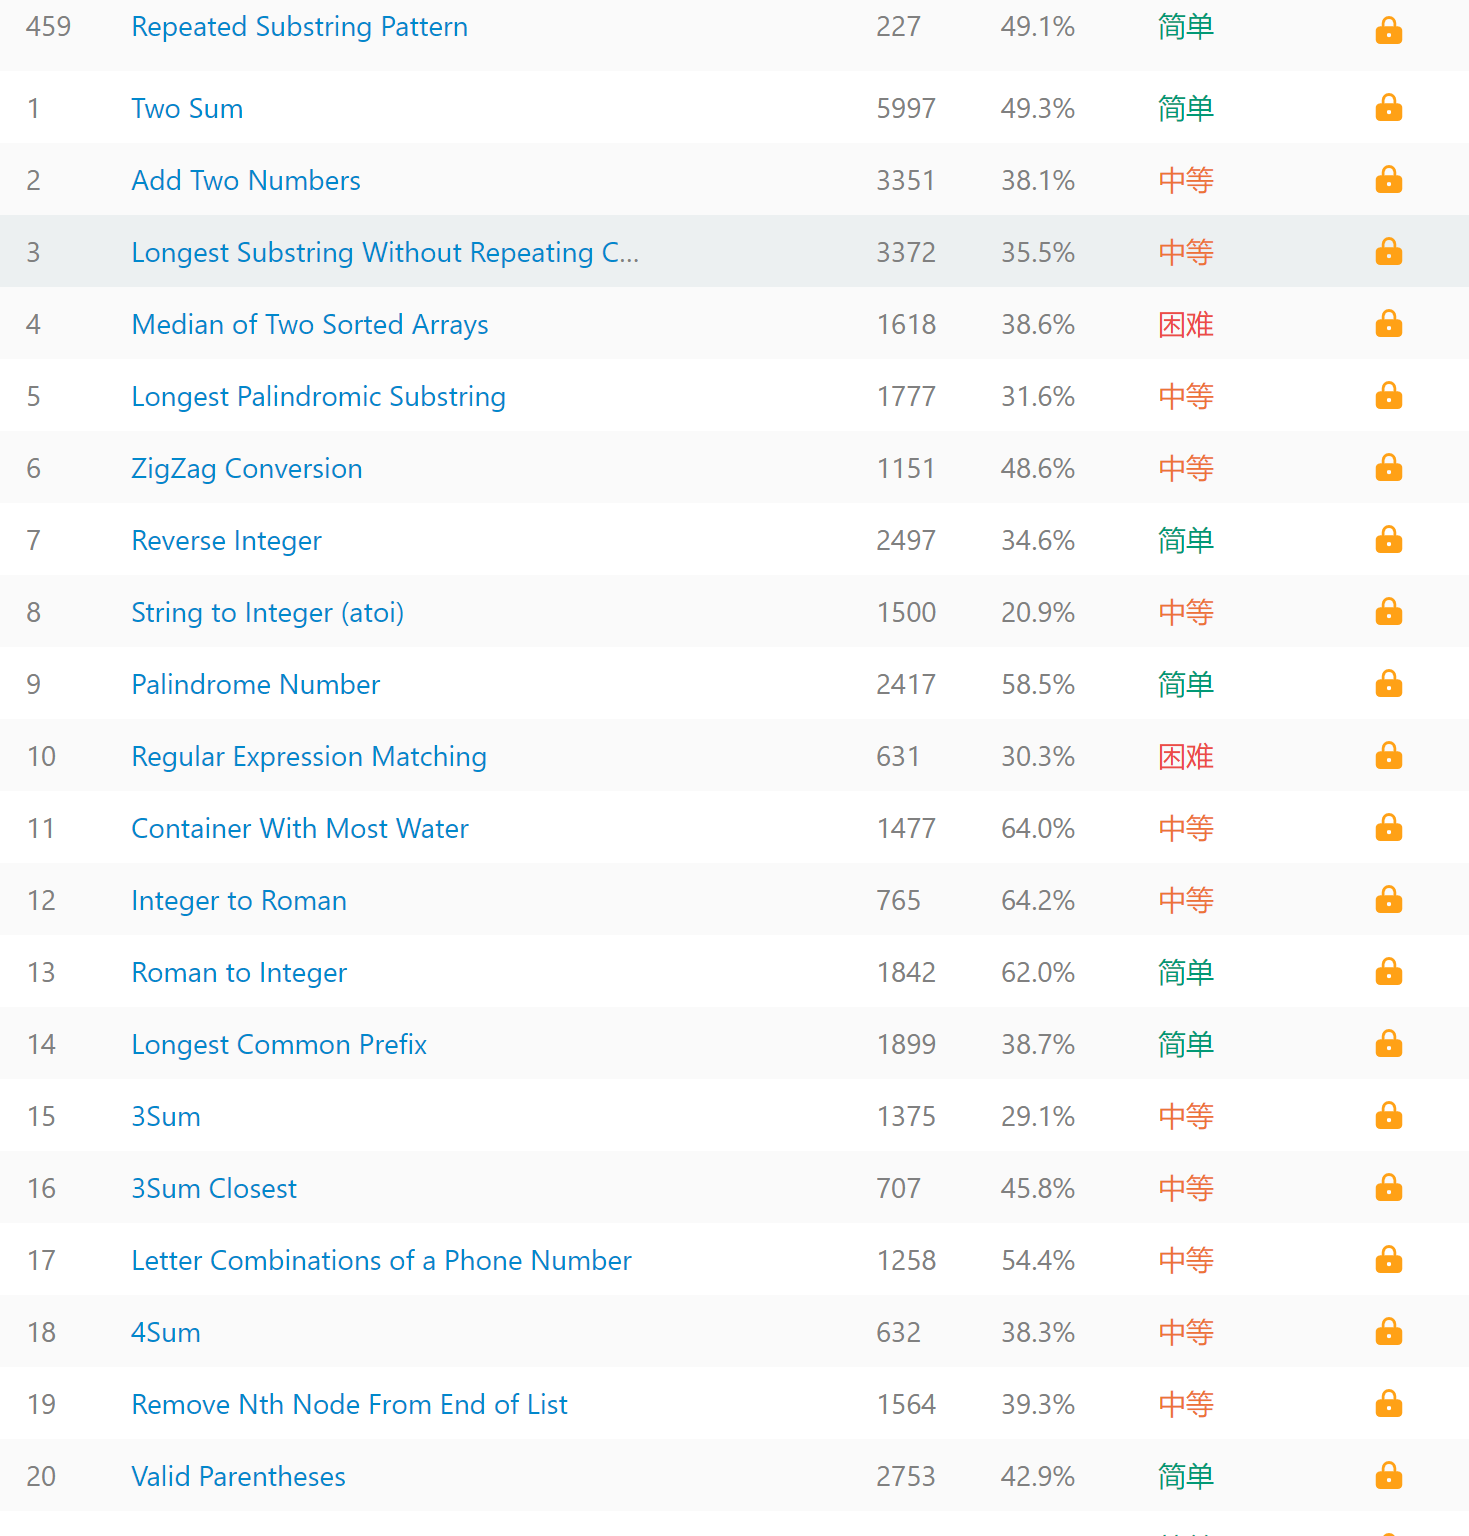 459 Repeated Substring Pattern 227 49.1% 简单
1 Two Sum 5997 49.3% 简单
2 Add Two Numbers 3351 38.1% 中等
3 Longest Substring Without Repeating C... 3372 35.5% 中等
4 Median of Two Sorted Arrays 1618 38.6% 困难
5 Longest Palindromic Substring 1777 31.6% 中等
6 ZigZag Conversion 1151 48.6% 中等
7 Reverse Integer 2497 34.6% 简单
8 String to Integer (atoi) 1500 20.9% 中等
9 Palindrome Number 2417 58.5% 简单
10 Regular Expression Matching 631 30.3% 困难
11 Container With Most Water 1477 64.0% 中等
12 Integer to Roman 765 64.2% 中等
13 Roman to Integer 1842 62.0% 简单
14 Longest Common Prefix 1899 38.7% 简单
15 3Sum 1375 29.1% 中等
16 3Sum Closest 707 45.8% 中等
17 Letter Combinations of a Phone Number 1258 54.4% 中等
18 4Sum 632 38.3% 中等
19 Remove Nth Node From End of List 1564 39.3% 中等
20 Valid Parentheses 2753 42.9% 简单